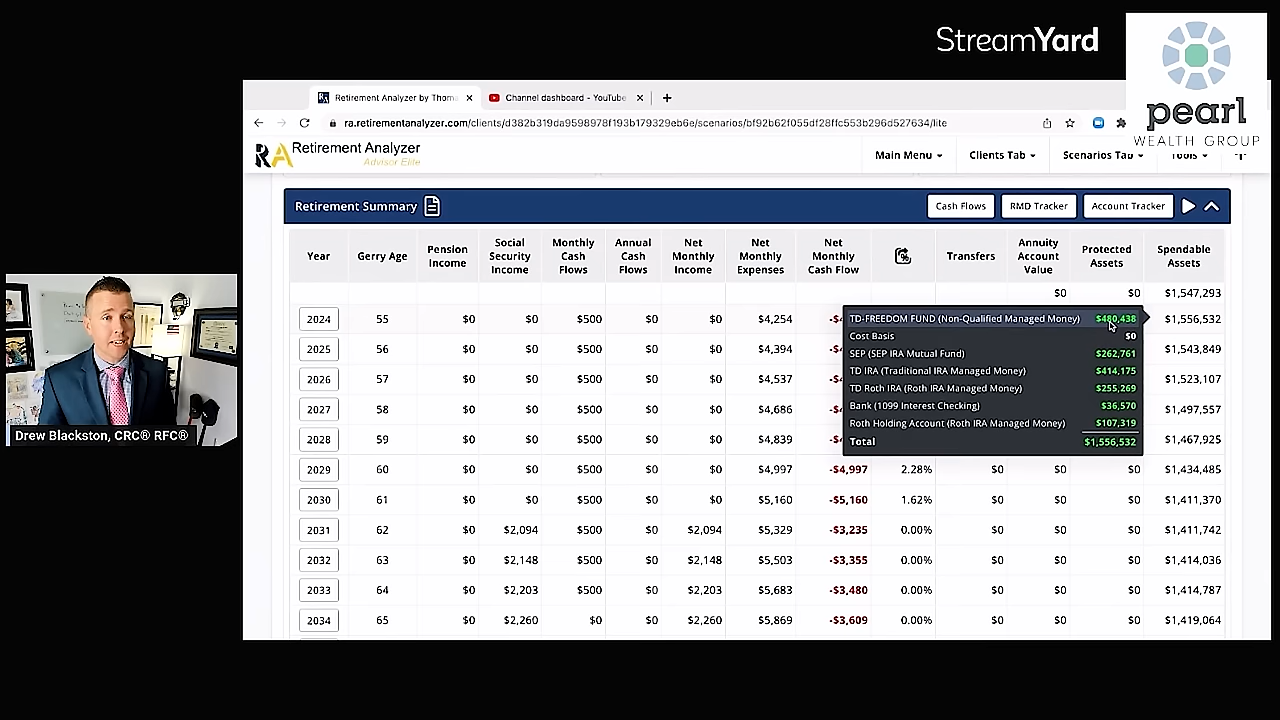 StreamYard
pearl
WEALTH GROUP
Retirement Analyzer by Thom
Channel dashboard - YouTube
ra.retirementanalyzer.com/clients/d382b319da9598978f193b179329eb6e/scenarios/bf92b62f055df28ffc553b296d527634/lite
RA Retirement Analyzer
Advisor Elite
Main Menu
Clients Tab
Scenarios Tab
Tools
Retirement Summary
Cash Flows
RMD Tracker
Account Tracker
Year Gerry Age Pension Income Social Security Income Monthly Cash Flows Annual Cash Flows Net Monthly Income Net Monthly Expenses Net Monthly Cash Flow % Transfers Annuity Account Value Protected Assets Spendable Assets
$0 $0 $1,547,293
2024 55 $0 $0 $500 $0 $0 $4,254 $1,556,532
2025 56 $0 $0 $500 $0 $0 $4,394 $1,543,849
2026 57 $0 $0 $500 $0 $0 $4,537 $1,523,107
2027 58 $0 $0 $500 $0 $0 $4,686 $1,497,557
2028 59 $0 $0 $500 $0 $0 $4,839 $1,467,925
2029 60 $0 $0 $500 $0 $0 $4,997 -$4,997 2.28% $0 $0 $0 $1,434,485
2030 61 $0 $0 $500 $0 $0 $5,160 -$5,160 1.62% $0 $0 $0 $1,411,370
2031 62 $0 $2,094 $500 $0 $2,094 $5,329 -$3,235 0.00% $0 $0 $0 $1,411,742
2032 63 $0 $2,148 $500 $0 $2,148 $5,503 -$3,355 0.00% $0 $0 $0 $1,414,036
2033 64 $0 $2,203 $500 $0 $2,203 $5,683 -$3,480 0.00% $0 $0 $0 $1,414,787
2034 65 $0 $2,260 $0 $0 $2,260 $5,869 -$3,609 0.00% $0 $0 $0 $1,419,064
TD-FREEDOM FUND (Non-Qualified Managed Money) $480,438
Cost Basis $0
SEP (SEP IRA Mutual Fund) $262,761
TD IRA (Traditional IRA Managed Money) $414,175
TD Roth IRA (Roth IRA Managed Money) $255,269
Bank (1099 Interest Checking) $36,570
Roth Holding Account (Roth IRA Managed Money) $107,319
Total $1,556,532
Drew Blackston, CRC® RFC®